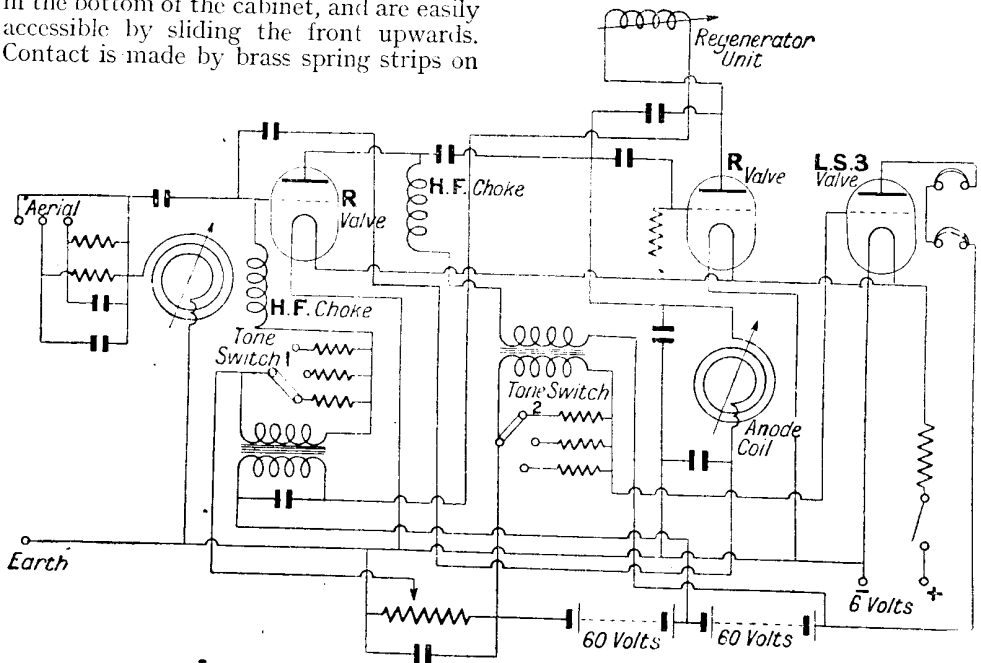 in the bottom of the cabinet, and are easily
accessible by sliding the front upwards.
Contact is made by brass spring strips on
Regenerator
Unit
Aerial
R
Valve
H.F. Choke
R
Valve
L.S.3
Valve
H.F. Choke
Tone
Switch 1
Tone Switch
2
Anode
Coil
Earth
60 Volts
60 Volts
-
6 Volts
+